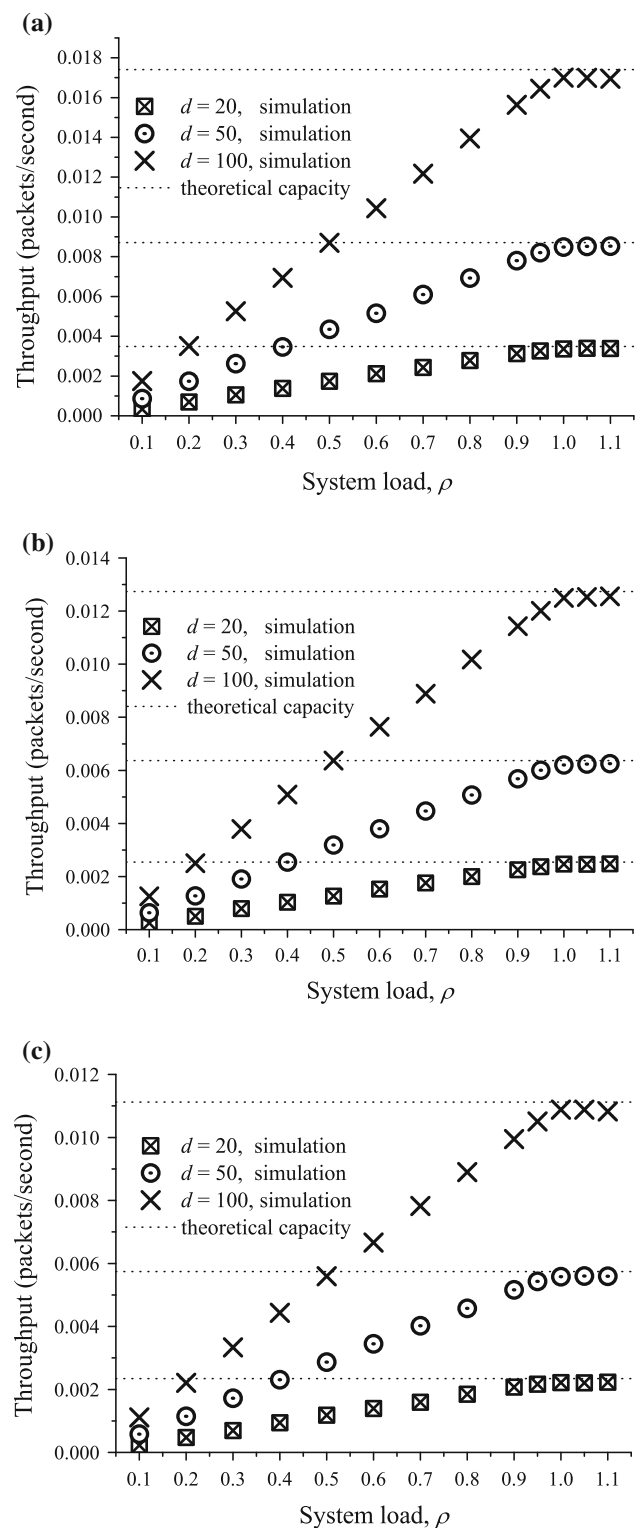 (a)
0.018
0.016
0.014
0.012
0.010
0.008
0.006
0.004
0.002
0.000
Throughput (packets/second)
d = 20, simulation
d = 50, simulation
d = 100, simulation
theoretical capacity
0.1 0.2 0.3 0.4 0.5 0.6 0.7 0.8 0.9 1.0 1.1
System load, ρ
(b)
0.014
0.012
0.010
0.008
0.006
0.004
0.002
0.000
Throughput (packets/second)
d = 20, simulation
d = 50, simulation
d = 100, simulation
theoretical capacity
0.1 0.2 0.3 0.4 0.5 0.6 0.7 0.8 0.9 1.0 1.1
System load, ρ
(c)
0.012
0.010
0.008
0.006
0.004
0.002
0.000
Throughput (packets/second)
d = 20, simulation
d = 50, simulation
d = 100, simulation
theoretical capacity
0.1 0.2 0.3 0.4 0.5 0.6 0.7 0.8 0.9 1.0 1.1
System load, ρ